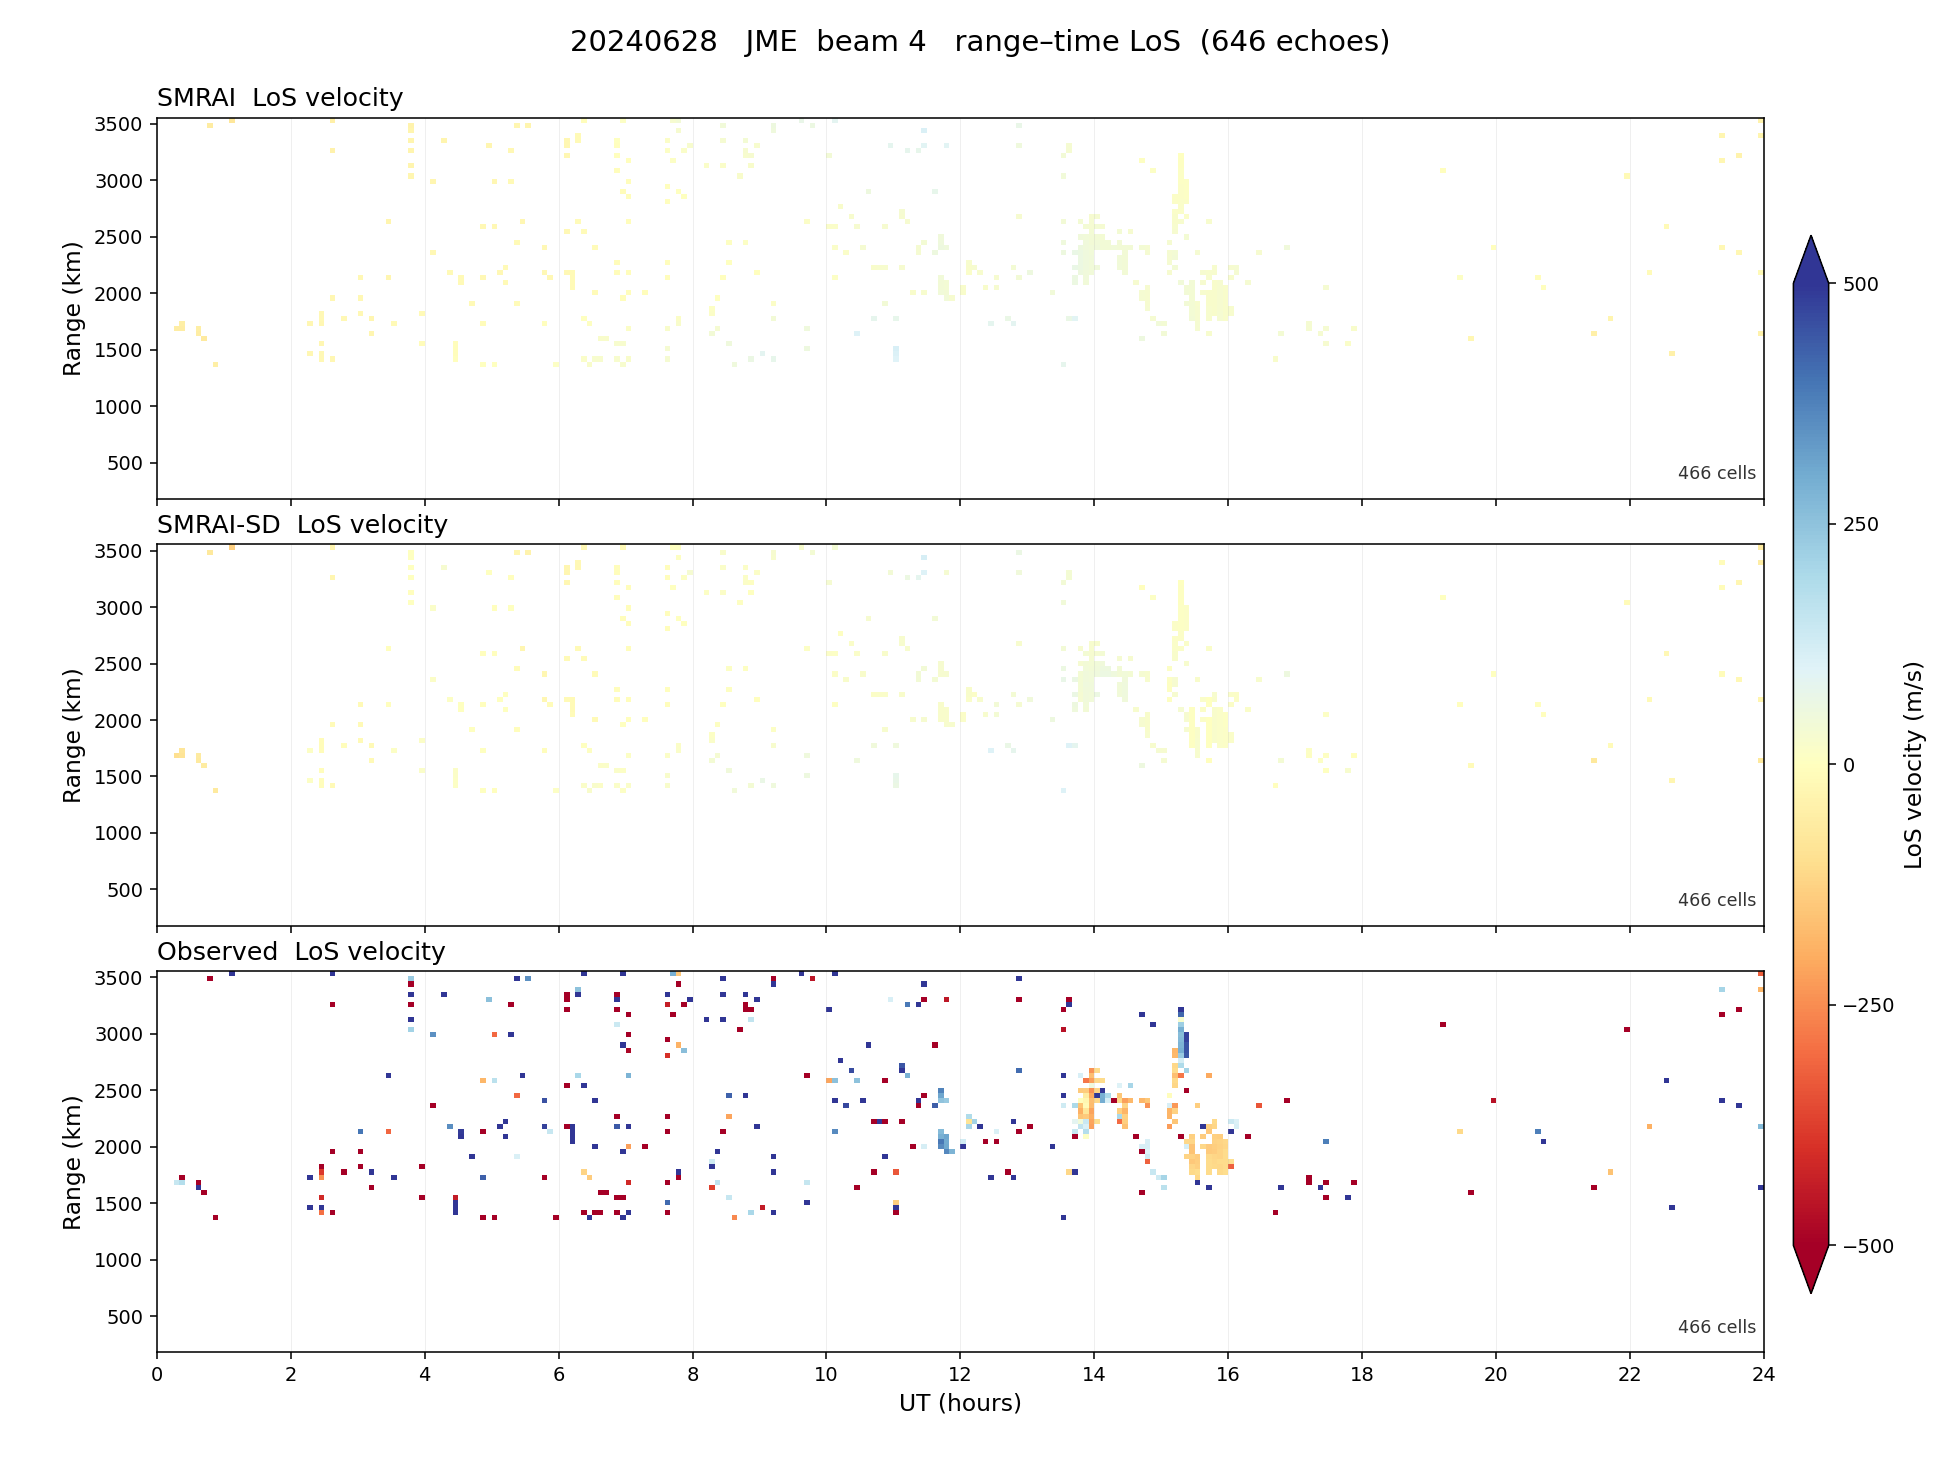 20240628   JME  beam 4   range–time LoS  (646 echoes)
SMRAI  LoS velocity
3500
3000
2500
2000
1500
1000
500
Range (km)
466 cells
SMRAI-SD  LoS velocity
3500
3000
2500
2000
1500
1000
500
Range (km)
466 cells
Observed  LoS velocity
3500
3000
2500
2000
1500
1000
500
Range (km)
466 cells
0 2 4 6 8 10 12 14 16 18 20 22 24
UT (hours)
500
250
0
−250
−500
LoS velocity (m/s)